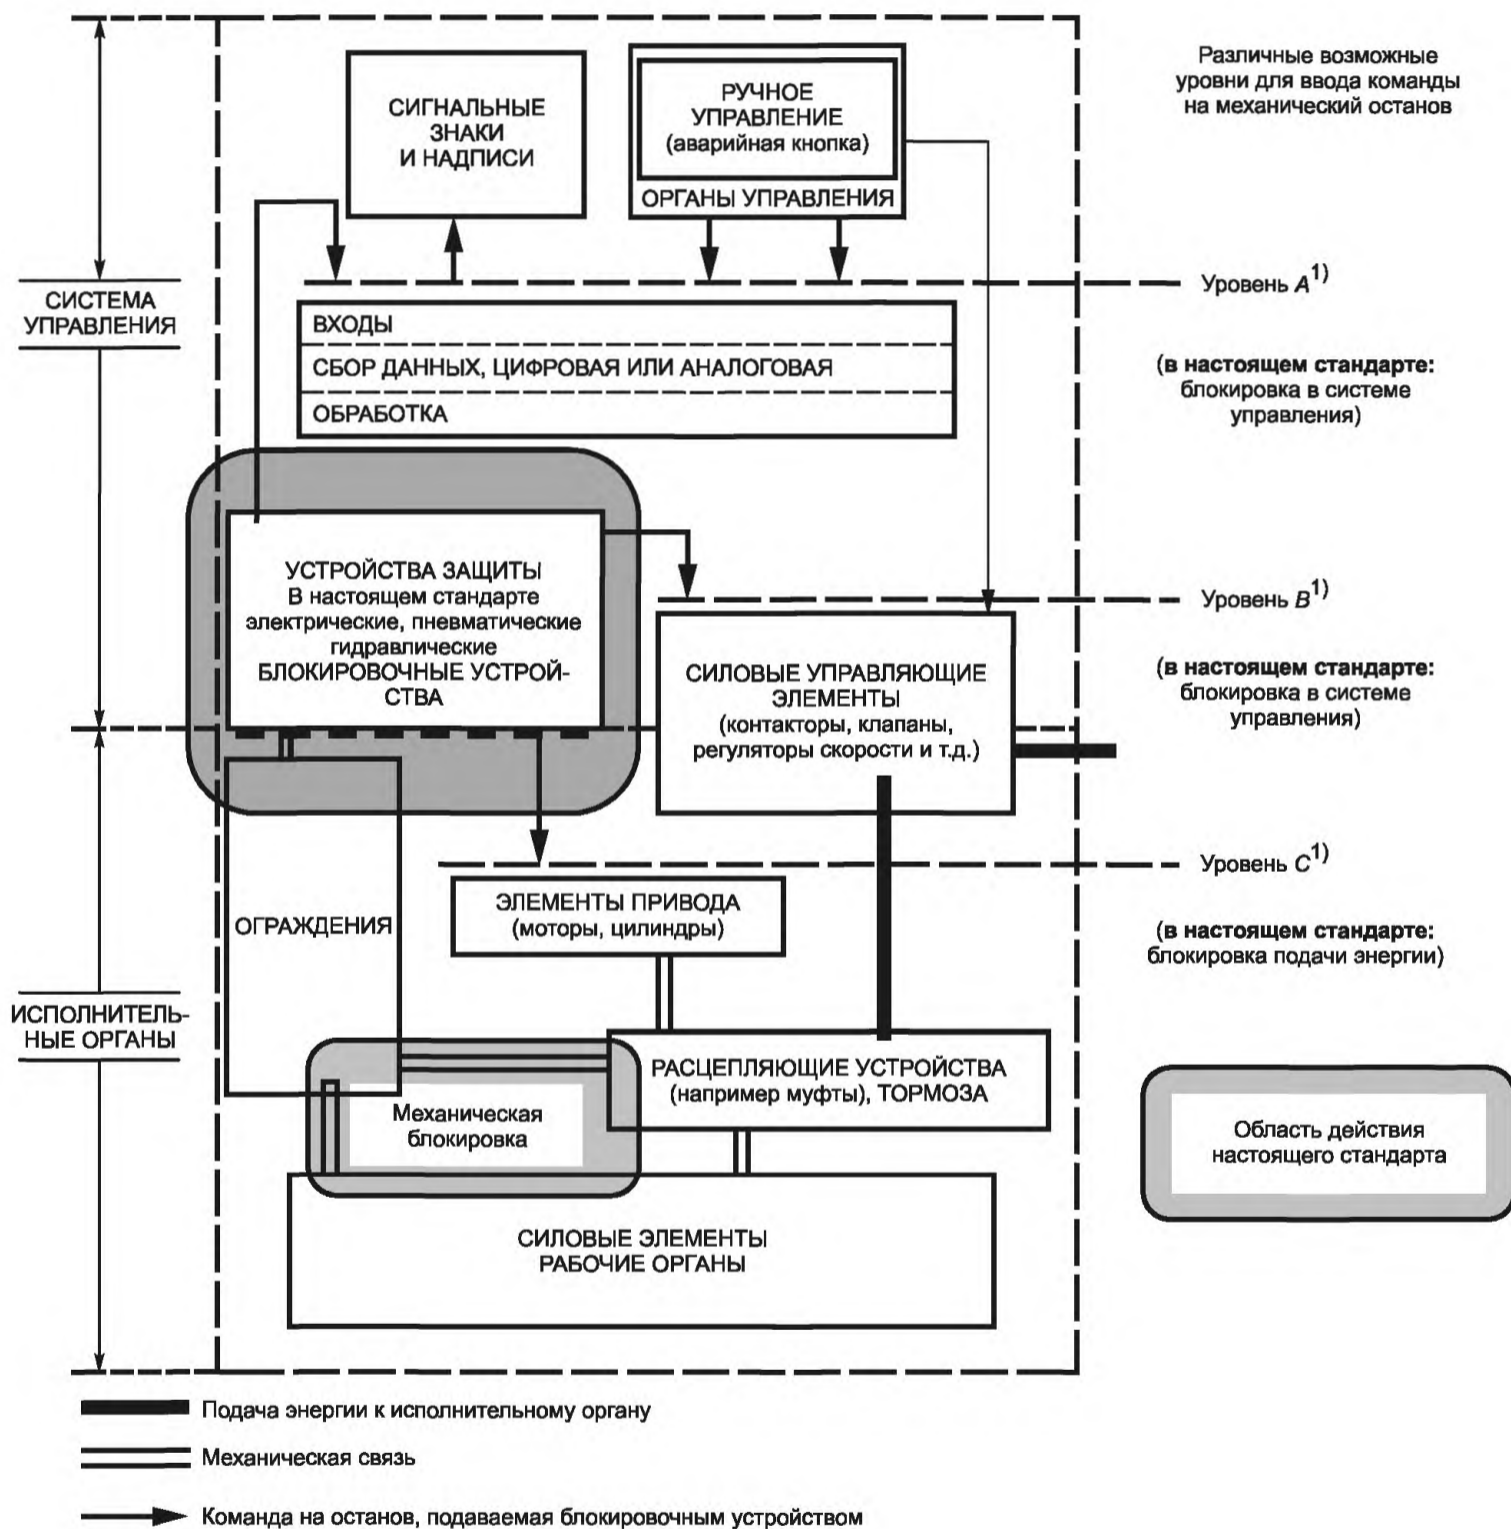 СИГНАЛЬНЫЕ
ЗНАКИ
И НАДПИСИ
РУЧНОЕ
УПРАВЛЕНИЕ
(аварийная кнопка)
ОРГАНЫ УПРАВЛЕНИЯ
Различные возможные
уровни для ввода команды
на механический останов
Уровень A1)
СИСТЕМА
УПРАВЛЕНИЯ
ВХОДЫ
СБОР ДАННЫХ, ЦИФРОВАЯ ИЛИ АНАЛОГОВАЯ
ОБРАБОТКА
(в настоящем стандарте:
блокировка в системе
управления)
УСТРОЙСТВА ЗАЩИТЫ
В настоящем стандарте
электрические, пневматические
гидравлические
БЛОКИРОВОЧНЫЕ УСТРОЙ-
СТВА
Уровень B1)
СИЛОВЫЕ УПРАВЛЯЮЩИЕ
ЭЛЕМЕНТЫ
(контакторы, клапаны,
регуляторы скорости и т.д.)
(в настоящем стандарте:
блокировка в системе
управления)
Уровень C1)
ЭЛЕМЕНТЫ ПРИВОДА
(моторы, цилиндры)
ОГРАЖДЕНИЯ
(в настоящем стандарте:
блокировка подачи энергии)
ИСПОЛНИТЕЛЬ-
НЫЕ ОРГАНЫ
РАСЦЕПЛЯЮЩИЕ УСТРОЙСТВА
(например муфты), ТОРМОЗА
Механическая
блокировка
Область действия
настоящего стандарта
СИЛОВЫЕ ЭЛЕМЕНТЫ
РАБОЧИЕ ОРГАНЫ
Подача энергии к исполнительному органу
Механическая связь
Команда на останов, подаваемая блокировочным устройством